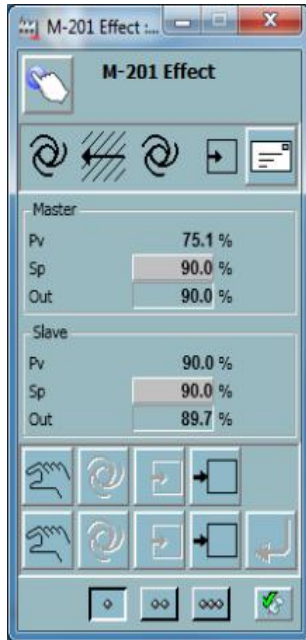 M-201 Effect :...
M-201 Effect
Master
Pv 75.1 %
Sp 90.0 %
Out 90.0 %
Slave
Pv 90.0 %
Sp 90.0 %
Out 89.7 %